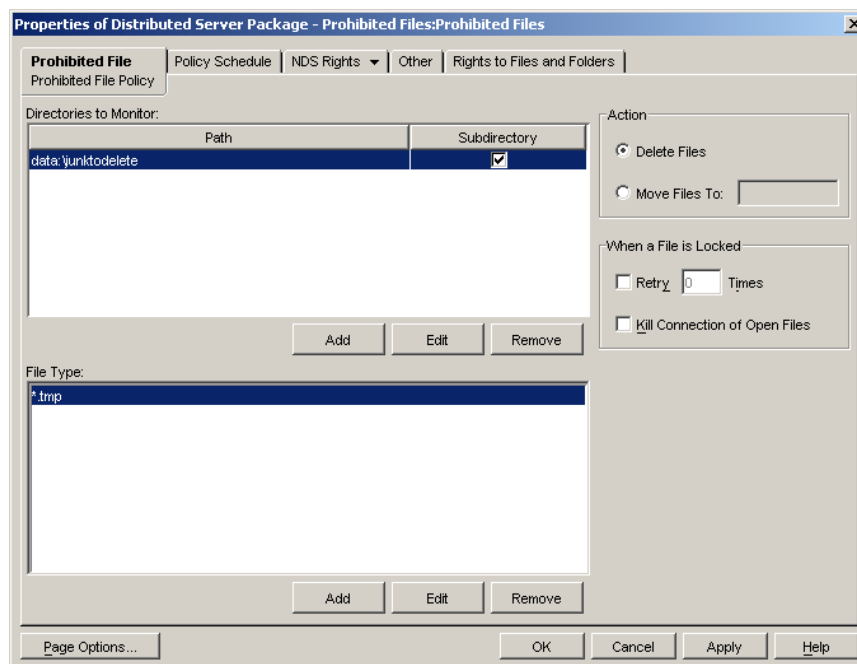 Properties of Distributed Server Package - Prohibited Files:Prohibited Files
Prohibited File
Prohibited File Policy
Policy Schedule
NDS Rights
Other
Rights to Files and Folders
Directories to Monitor:
Path Subdirectory
data:\junktodelete
Add Edit Remove
File Type:
*.tmp
Add Edit Remove
Action
Delete Files
Move Files To:
When a File is Locked
Retry 0 Times
Kill Connection of Open Files
Page Options... OK Cancel Apply Help